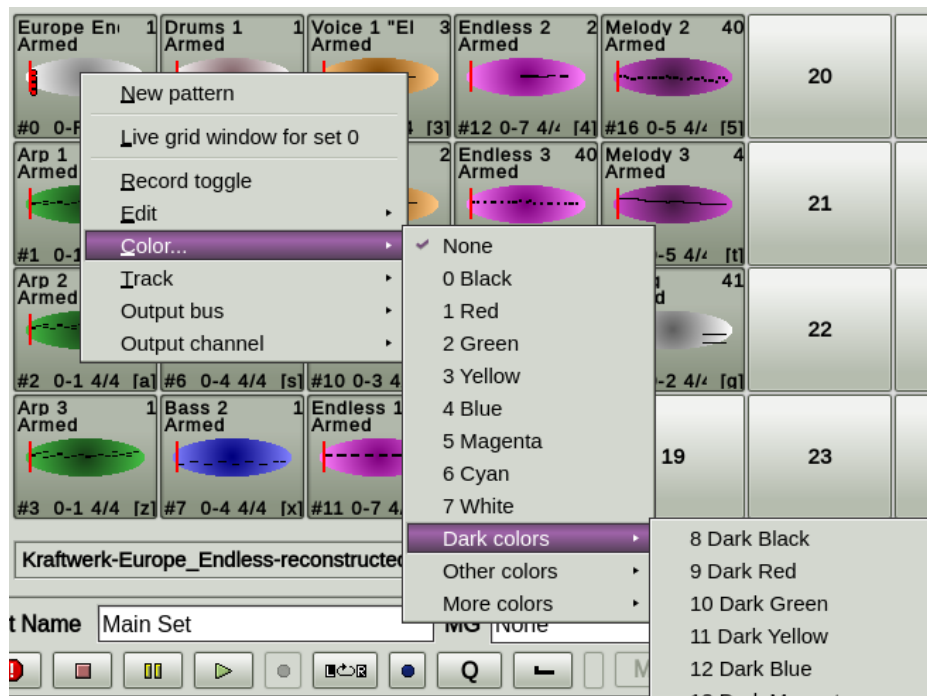 Europe En 1
Armed
#0 0-F
Drums 1 1
Armed
Voice 1 "El 3
Armed
[3]
Endless 2 2
Armed
#12 0-7 4/4 [4]
Melody 2 40
Armed
#16 0-5 4/4 [5]
20
Arp 1
Armed
#1 0-1
2
Endless 3 40
Armed
Melody 3 4
Armed
-5 4/4 [t]
21
Arp 2
Armed
#2 0-1 4/4 [a]
#6 0-4 4/4 [s]
#10 0-3 4
41
d
-2 4/4 [g]
22
Arp 3 1
Armed
#3 0-1 4/4 [z]
Bass 2 1
Armed
#7 0-4 4/4 [x]
Endless 1
Armed
#11 0-7 4
19
23
New pattern
Live grid window for set 0
Record toggle
Edit
Color...
Track
Output bus
Output channel
None
0 Black
1 Red
2 Green
3 Yellow
4 Blue
5 Magenta
6 Cyan
7 White
Dark colors
Other colors
More colors
8 Dark Black
9 Dark Red
10 Dark Green
11 Dark Yellow
12 Dark Blue
Kraftwerk-Europe_Endless-reconstructed
t Name Main Set MG None
L R Q M